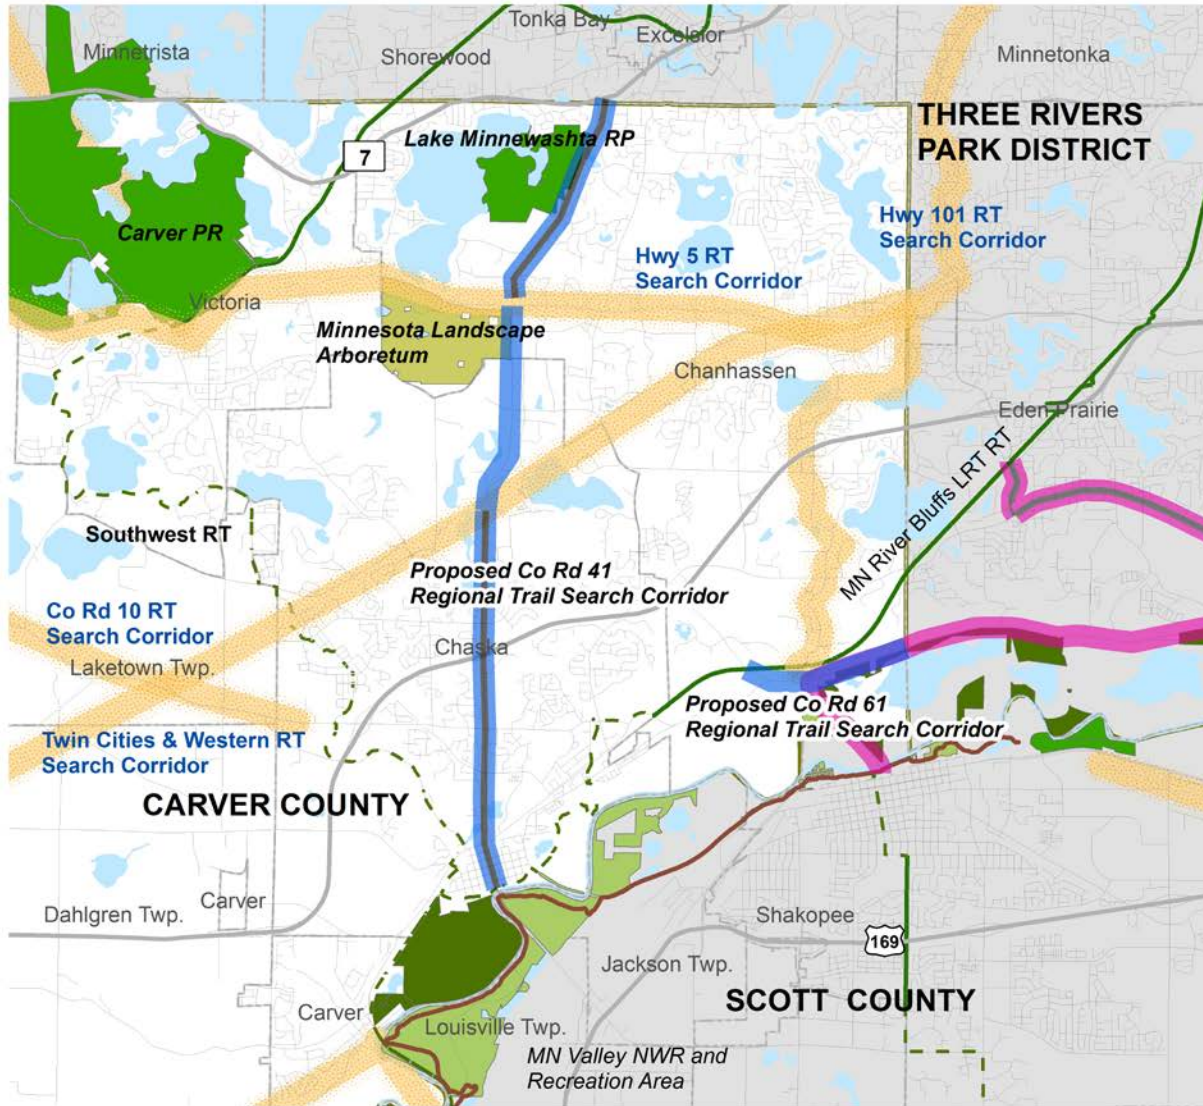 Tonka Bay
Excelsior
Minnetrista
Shorewood
Minnetonka
THREE RIVERS
PARK DISTRICT
Lake Minnewashta RP
7
Carver PR
Hwy 101 RT
Search Corridor
Hwy 5 RT
Search Corridor
Victoria
Minnesota Landscape
Arboretum
Chanhassen
Eden Prairie
MN River Bluffs LRT RT
Southwest RT
Proposed Co Rd 41
Regional Trail Search Corridor
Co Rd 10 RT
Search Corridor
Laketown Twp.
Chaska
Proposed Co Rd 61
Regional Trail Search Corridor
Twin Cities & Western RT
Search Corridor
CARVER COUNTY
Carver
Dahlgren Twp.
Shakopee
169
Jackson Twp.
SCOTT COUNTY
Carver
Louisville Twp.
MN Valley NWR and
Recreation Area